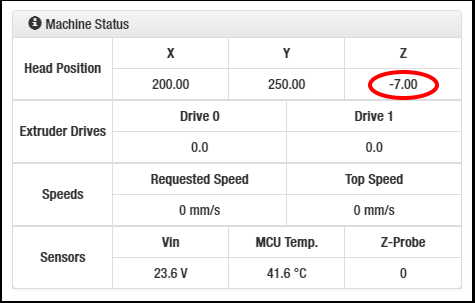 Machine Status
Head Position
X Y Z
200.00 250.00 -7.00
Extruder Drives
Drive 0 Drive 1
0.0 0.0
Speeds
Requested Speed Top Speed
0 mm/s 0 mm/s
Sensors
Vin MCU Temp. Z-Probe
23.6 V 41.6 °C 0